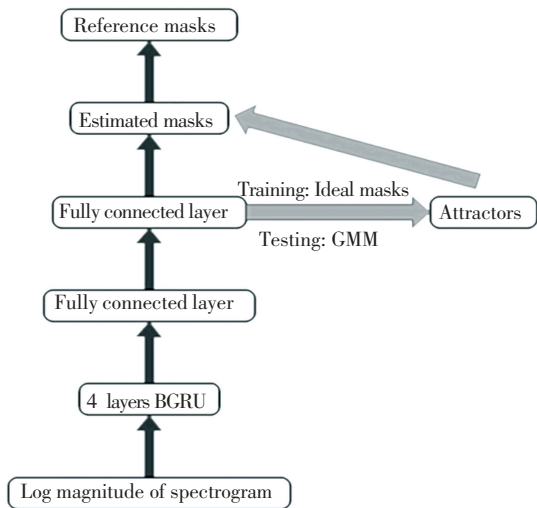 Reference masks
Estimated masks
Training: Ideal masks
Fully connected layer
Attractors
Testing: GMM
Fully connected layer
4 layers BGRU
Log magnitude of spectrogram